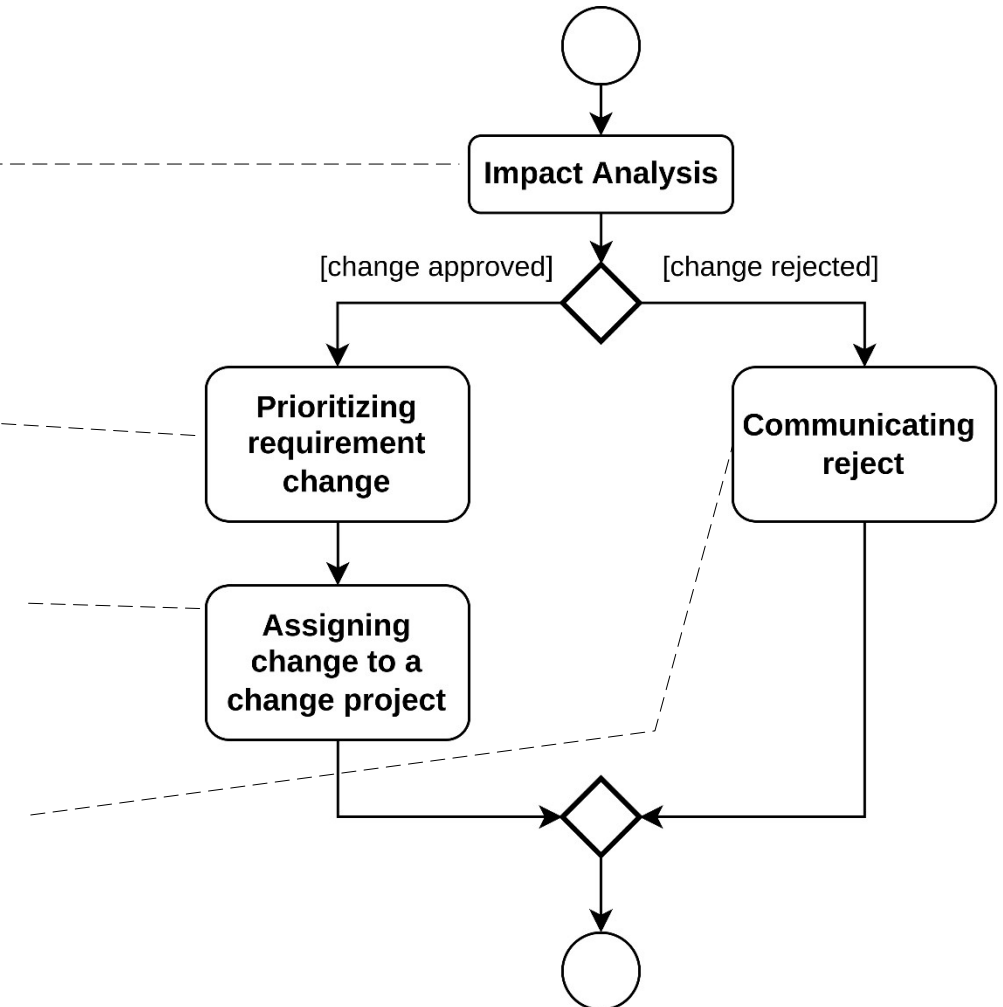 Impact Analysis
[change approved]
[change rejected]
Prioritizing
requirement
change
Communicating
reject
Assigning
change to a
change project